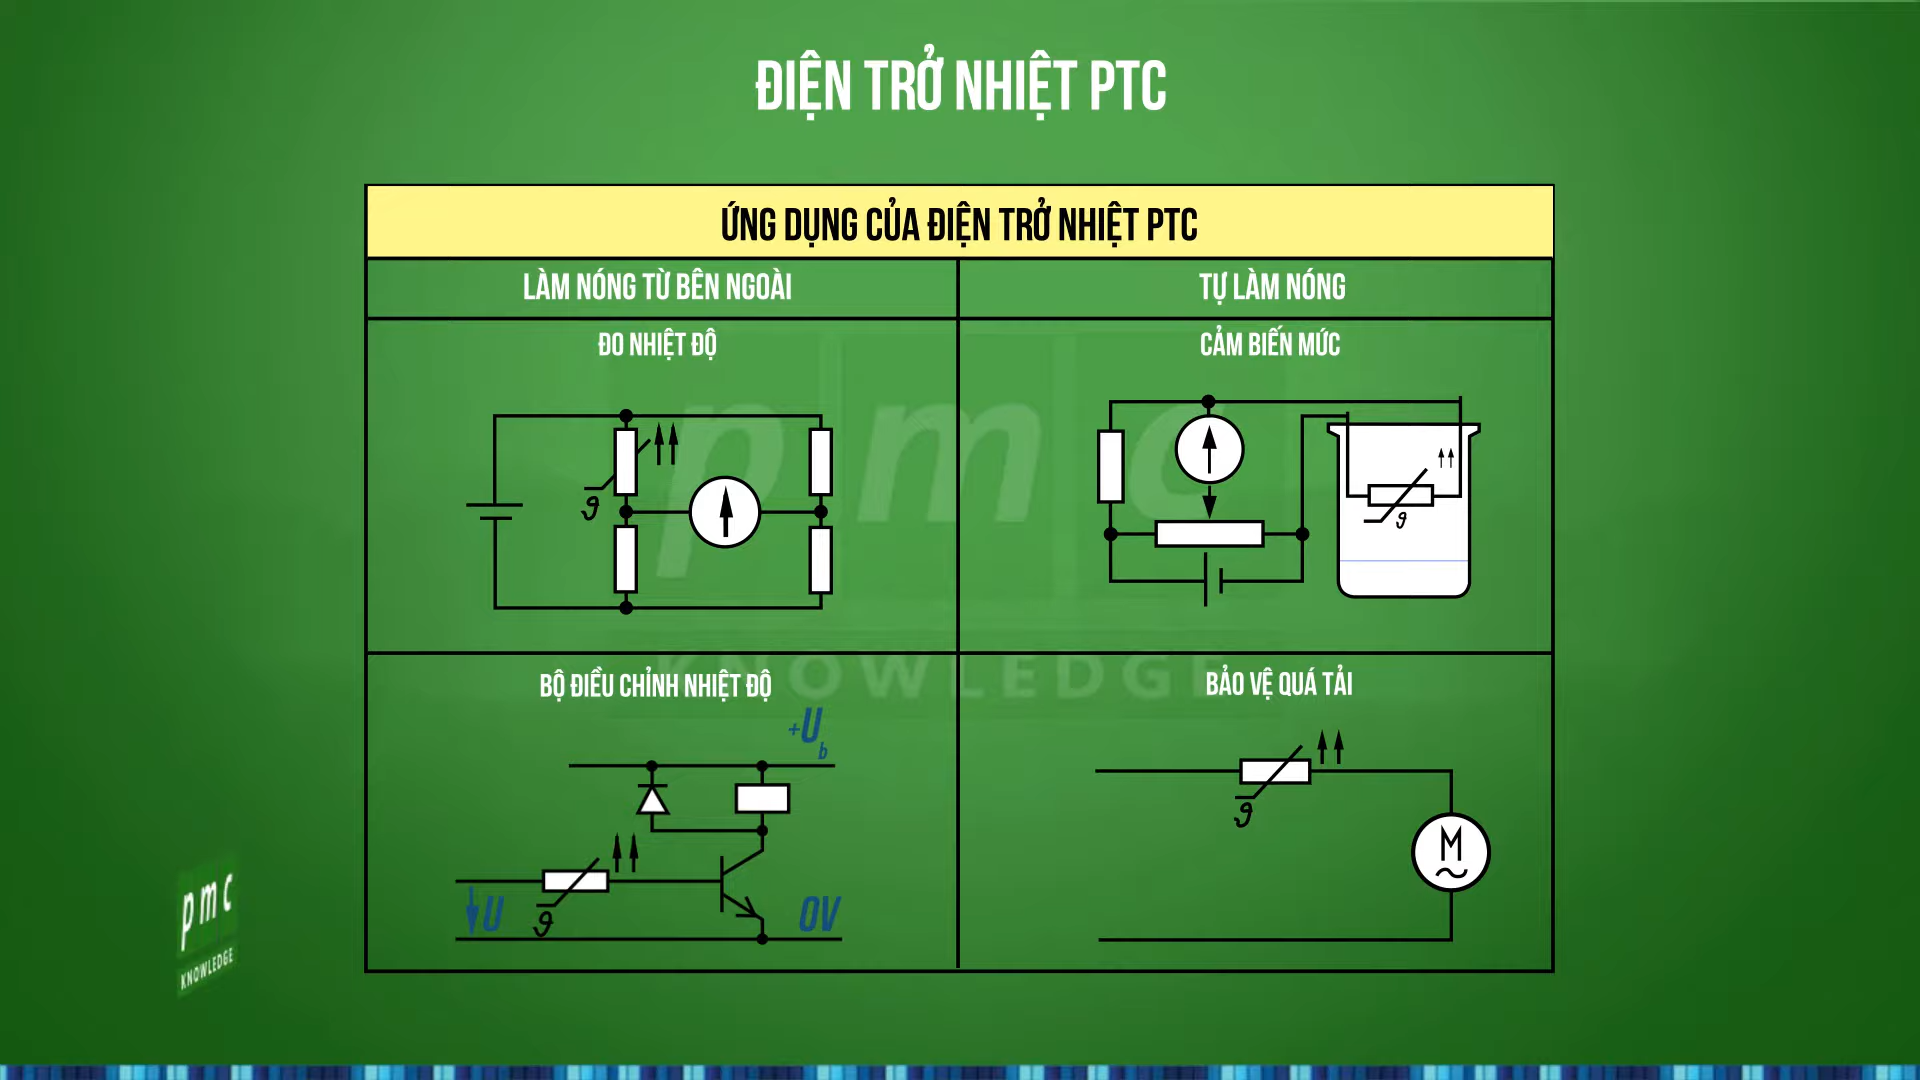 ĐIỆN TRỞ NHIỆT PTC
ỨNG DỤNG CỦA ĐIỆN TRỞ NHIỆT PTC
LÀM NÓNG TỪ BÊN NGOÀI
TỰ LÀM NÓNG
ĐO NHIỆT ĐỘ
CẢM BIẾN MỨC
ϑ
ϑ
pmc
KNOWLEDGE
BỘ ĐIỀU CHỈNH NHIỆT ĐỘ
BẢO VỆ QUÁ TẢI
+Ub
ϑ
M
~
U
ϑ
0V
pmc
KNOWLEDGE